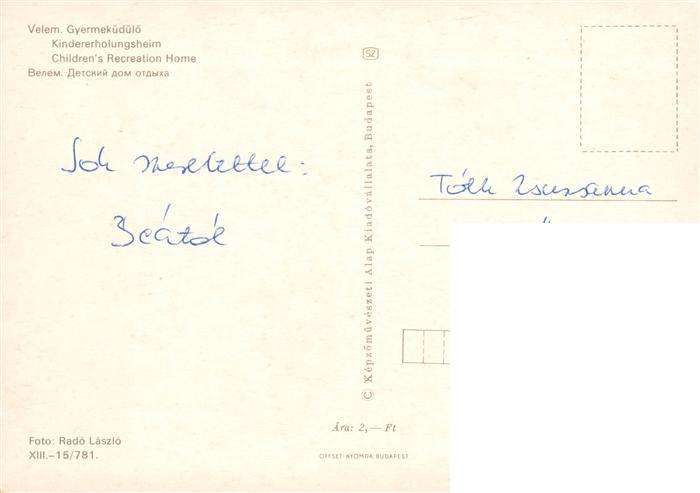 Velem. Gyermeküdülő
Kindererholungsheim
Children's Recreation Home
Велем. Детский дом отдыха
Sok szeretettel:
Beától
Foto: Radó László
XIII.–15/781.
SZ
© Képzőművészeti Alap Kiadóvállalata, Budapest
Tóth Zsuzsanna
Ára: 2,— Ft
OFFSET-NYOMDA BUDAPEST